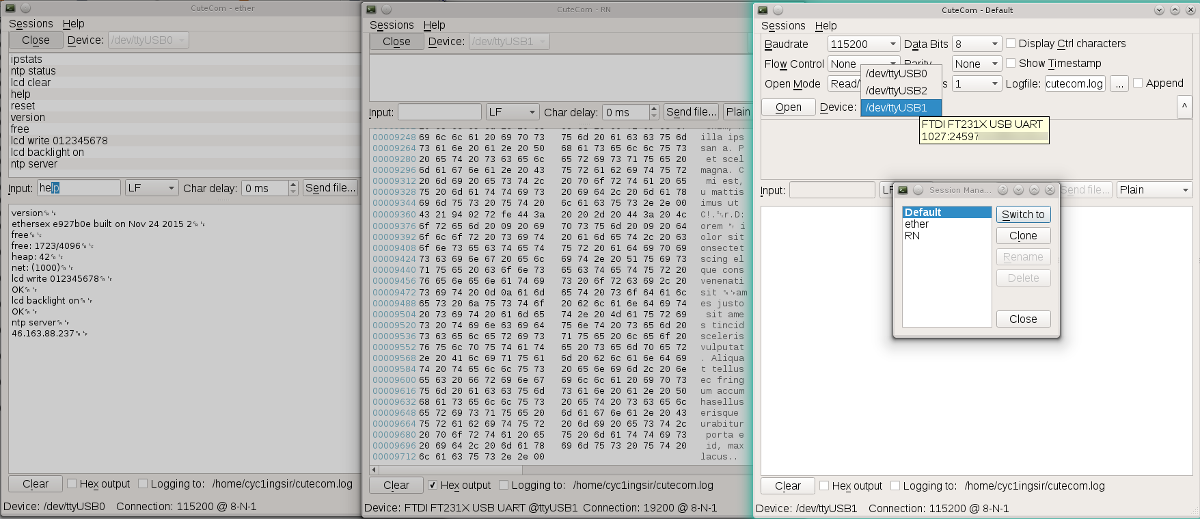 CuteCom - ether
Sessions Help
Close Device: /dev/ttyUSB0
ipstats
ntp status
lcd clear
help
reset
version
free
lcd write 012345678
lcd backlight on
ntp server
Input: help LF Char delay: 0 ms Send file...
version
ethersex e927b0e built on Nov 24 2015 2
free
free: 1723/4096
heap: 42
net: (1000)
lcd write 012345678
OK
lcd backlight on
OK
ntp server
46.163.88.237
Clear Hex output Logging to: /home/cyc1ingsir/cutecom.log
Device: /dev/ttyUSB0 Connection: 115200 @ 8-N-1
CuteCom - RN
Sessions Help
Close Device: /dev/ttyUSB1
Input: LF Char delay: 0 ms Send file... Plain
00009248 69 6c 6c 61 20 69 70 73 75 6d 20 61 63 63 75 6d illa ips
00009264 73 61 6e 20 61 2e 20 50 68 61 73 65 6c 6c 75 73 san a. P
00009280 20 65 74 20 73 63 65 6c 65 72 69 73 71 75 65 20 et scel
00009296 6d 61 67 6e 61 2e 20 43 75 72 61 62 69 74 75 magna. C
00009312 20 6d 69 20 65 73 74 2c 20 70 6f 72 74 61 20 65 mi est,
00009328 75 20 6d 61 74 74 69 73 20 69 64 2c 20 6d 61 78 u mattis
00009344 69 6d 75 73 20 75 74 20 6c 61 63 75 73 2e 2e 00 imus ut
00009360 43 21 94 02 72 fe 44 3a 20 20 2d 20 44 3a 20 4c
00009376 6f 72 65 6d 20 09 20 69 70 73 75 6d 20 64 orem
00009392 6f 6c 6f 72 20 73 69 74 20 61 6d 65 74 2c 20 63 olor sit
00009408 6f 6e 73 65 63 74 65 74 75 72 20 61 64 69 70 69 onsectet
00009424 73 63 69 6e 67 20 65 6c 69 74 2e 20 51 75 69 73 scing el
00009440 71 75 65 20 63 6f 6e 73 65 63 74 65 74 75 72 20 que cons
00009456 76 65 6e 65 6e 61 74 69 73 20 6f 72 63 69 2c 20 venenati
00009472 73 69 74 20 0d 0a 61 6d 65 74 20 73 6f 64 61 6c sit am
00009488 65 73 20 6a 75 73 74 6f 20 62 6c 61 6e 64 69 74 es justo
00009504 20 73 69 74 20 61 6d 65 74 2e 20 4d 61 75 72 69 sit ame
00009520 73 20 74 69 6e 63 69 64 75 6e 74 20 73 65 6d 20 s tincid
00009536 73 63 65 6c 65 72 69 73 71 75 65 20 6c 65 6f 20 sceleris
00009552 76 75 6c 70 75 74 61 74 65 20 73 65 6d 70 65 72 vulputat
00009568 2e 20 41 6c 69 71 75 61 6d 20 62 6c 61 6e 64 69 . Aliqua
00009584 74 20 74 65 6c 6c 75 73 20 65 6e 69 6d 2c 20 6e t tellus
00009600 65 63 20 66 72 69 6e 67 69 6c 6c 61 20 69 70 73 ec fring
00009616 75 6d 20 61 63 63 75 6d 73 61 6e 20 61 2e 20 50 um accum
00009632 68 61 73 65 6c 6c 75 73 20 65 74 20 73 63 65 6c hasellus
00009648 65 72 69 73 71 75 65 20 6d 61 67 6e 61 2e 20 43 erisque
00009664 75 72 61 62 69 74 75 72 20 6d 69 20 65 73 74 2c urabitur
00009680 20 70 6f 72 74 61 20 65 75 20 6d 61 74 74 69 73 porta e
00009696 20 69 64 2c 20 6d 61 78 69 6d 75 73 20 75 74 20 id, max
00009712 6c 61 63 75 73 2e 2e 00 lacus..
Clear Hex output Logging to: /home/cyc1ingsir/cutecom.log
Device: FTDI FT231X USB UART @ttyUSB1 Connection: 19200 @ 8-N-1
CuteCom - Default
Sessions Help
Baudrate 115200 Data Bits 8 Display Ctrl characters
Flow Control None Parity None Show Timestamp
Open Mode Read/ 1 Logfile: cutecom.log ... Append
/dev/ttyUSB0
/dev/ttyUSB2
Open Device: /dev/ttyUSB1
FTDI FT231X USB UART
1027:24597
Input: LF Send file... Plain
Session Mana...
Default
ether
RN
Switch to
Clone
Rename
Delete
Close
Clear Hex output Logging to: /home/cyc1ingsir/cutecom.log
Device: /dev/ttyUSB1 Connection: 115200 @ 8-N-1